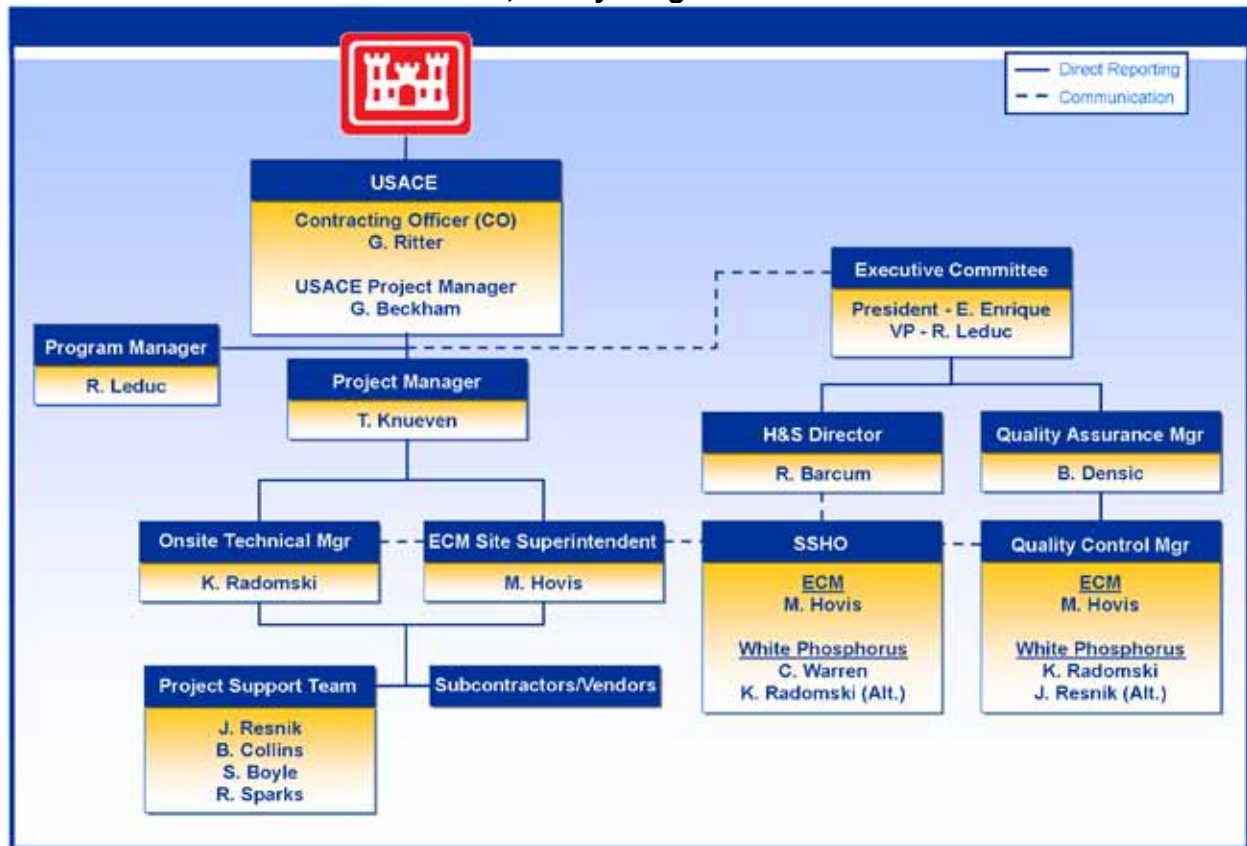 Direct Reporting
Communication
USACE
Contracting Officer (CO)
G. Ritter
USACE Project Manager
G. Beckham
Executive Committee
President - E. Enrique
VP - R. Leduc
Program Manager
R. Leduc
Project Manager
T. Knueven
H&S Director
R. Barcum
Quality Assurance Mgr
B. Densic
Onsite Technical Mgr
K. Radomski
ECM Site Superintendent
M. Hovis
SSHO
ECM
M. Hovis
White Phosphorus
C. Warren
K. Radomski (Alt.)
Quality Control Mgr
ECM
M. Hovis
White Phosphorus
K. Radomski
J. Resnik (Alt.)
Project Support Team
J. Resnik
B. Collins
S. Boyle
R. Sparks
Subcontractors/Vendors